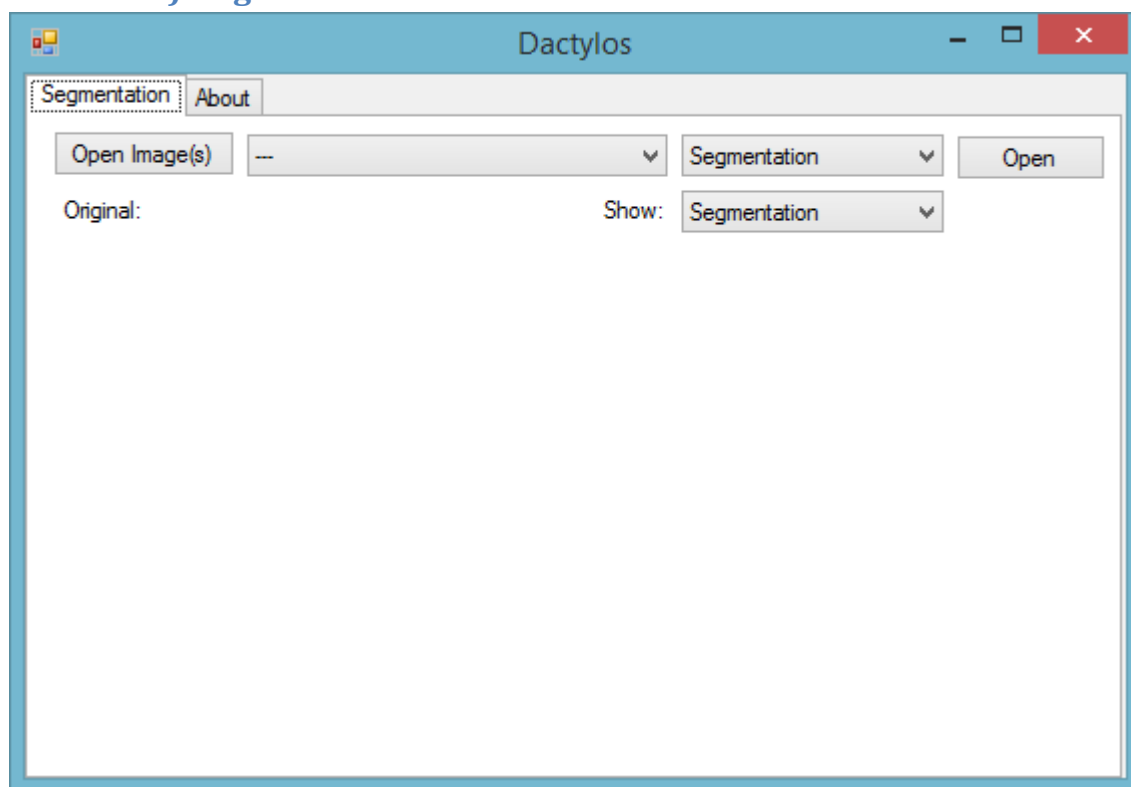 Dactylos
Segmentation About
Open Image(s) --- Segmentation Open
Original: Show: Segmentation